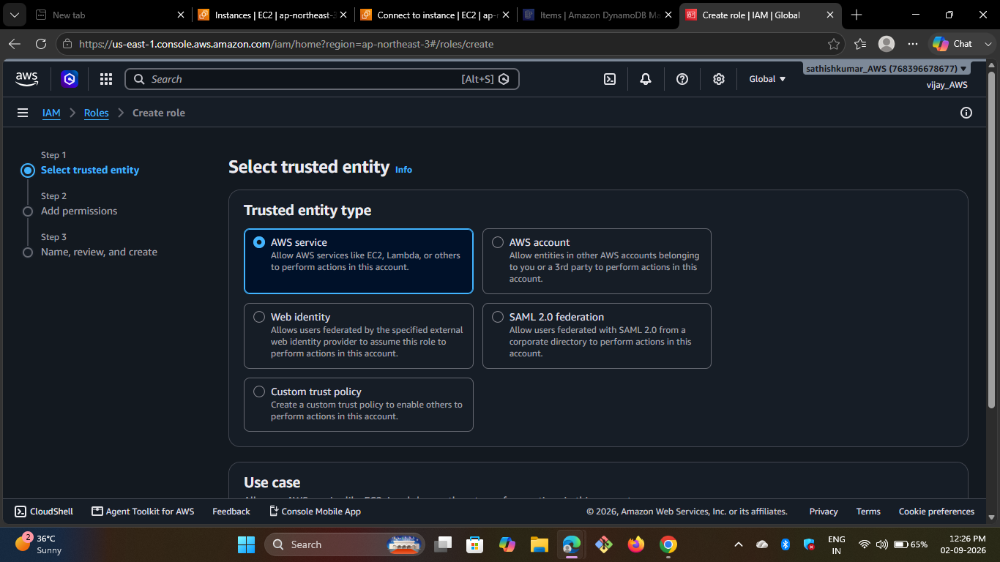 New tab
Instances | EC2 | ap-northeast-3
Connect to instance | EC2 | ap-n
Items | Amazon DynamoDB Ma
Create role | IAM | Global
https://us-east-1.console.aws.amazon.com/iam/home?region=ap-northeast-3#/roles/create
Chat
aws
Search
[Alt+S]
Global
sathishkumar_AWS (768396678677)
vijay_AWS
IAM
Roles
Create role
Step 1
Select trusted entity
Step 2
Add permissions
Step 3
Name, review, and create
Select trusted entity Info
Trusted entity type
AWS service
Allow AWS services like EC2, Lambda, or others
to perform actions in this account.
AWS account
Allow entities in other AWS accounts belonging
to you or a 3rd party to perform actions in this
account.
Web identity
Allows users federated by the specified external
web identity provider to assume this role to
perform actions in this account.
SAML 2.0 federation
Allow users federated with SAML 2.0 from a
corporate directory to perform actions in this
account.
Custom trust policy
Create a custom trust policy to enable others to
perform actions in this account.
Use case
CloudShell
Agent Toolkit for AWS
Feedback
Console Mobile App
© 2026, Amazon Web Services, Inc. or its affiliates.
Privacy
Terms
Cookie preferences
2
36°C
Sunny
Search
ENG
IN
65%
12:26 PM
02-09-2026